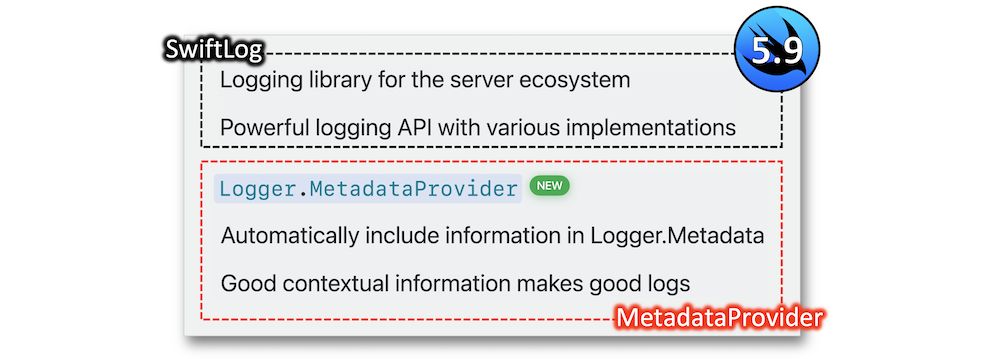 SwiftLog
5.9
Logging library for the server ecosystem
Powerful logging API with various implementations
Logger.MetadataProvider NEW
Automatically include information in Logger.Metadata
Good contextual information makes good logs
MetadataProvider